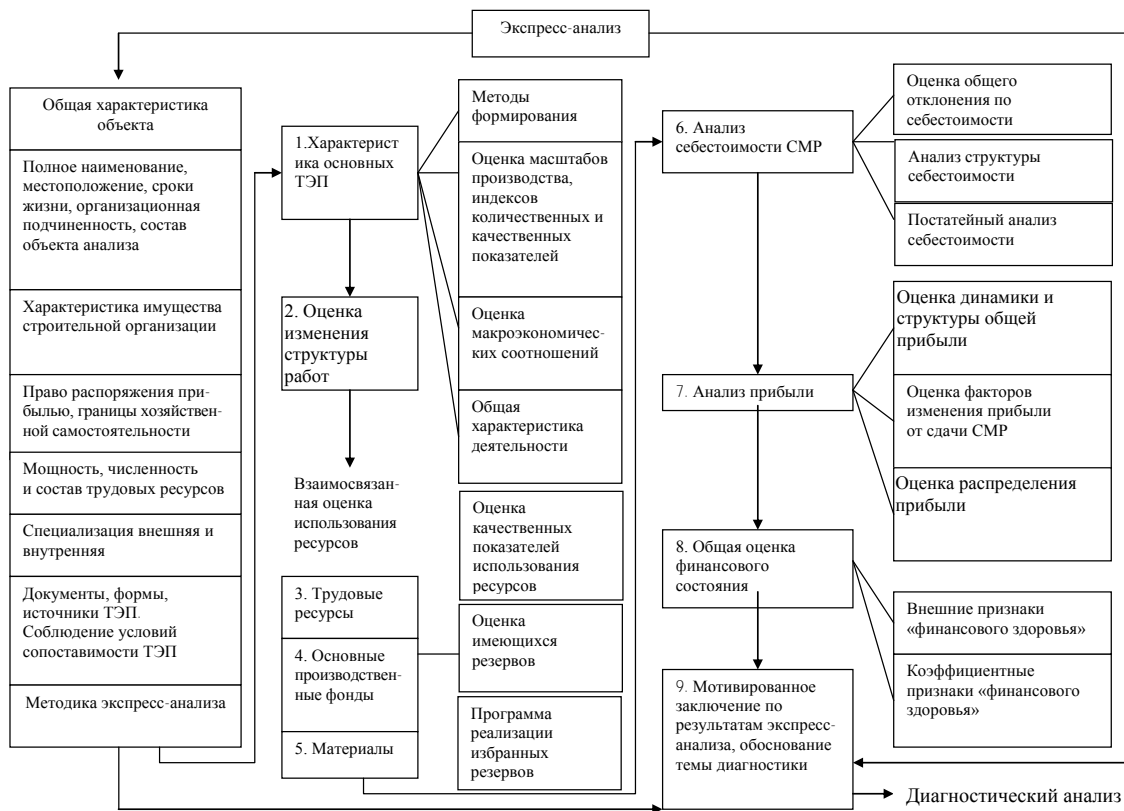 Экспресс-анализ
Общая характеристика
объекта
Полное наименование,
местоположение, сроки
жизни, организационная
подчиненность, состав
объекта анализа
Характеристика имущества
строительной организации
Право распоряжения при-
былью, границы хозяйствен-
ной самостоятельности
Мощность, численность
и состав трудовых ресурсов
Специализация внешняя и
внутренняя
Документы, формы,
источники ТЭП.
Соблюдение условий
сопоставимости ТЭП
Методика экспресс-анализа
1.Характерист
ика основных
ТЭП
2. Оценка
изменения
структуры
работ
Взаимосвязан-
ная оценка
использования
ресурсов
3. Трудовые
ресурсы
4. Основные
производствен-
ные фонды
5. Материалы
Методы
формирования
Оценка масштабов
производства,
индексов
количественных и
качественных
показателей
Оценка
макроэкономичес-
ких соотношений
Общая
характеристика
деятельности
Оценка
качественных
показателей
использования
ресурсов
Оценка
имеющихся
резервов
Программа
реализации
избранных
резервов
6. Анализ
себестоимости СМР
7. Анализ прибыли
8. Общая оценка
финансового
состояния
9. Мотивированное
заключение по
результатам экспресс-
анализа, обоснование
темы диагностики
Оценка общего
отклонения по
себестоимости
Анализ структуры
себестоимости
Постатейный анализ
себестоимости
Оценка динамики и
структуры общей
прибыли
Оценка факторов
изменения прибыли
от сдачи СМР
Оценка распределения
прибыли
Внешние признаки
«финансового здоровья»
Коэффициентные
признаки «финансового
здоровья»
Диагностический анализ